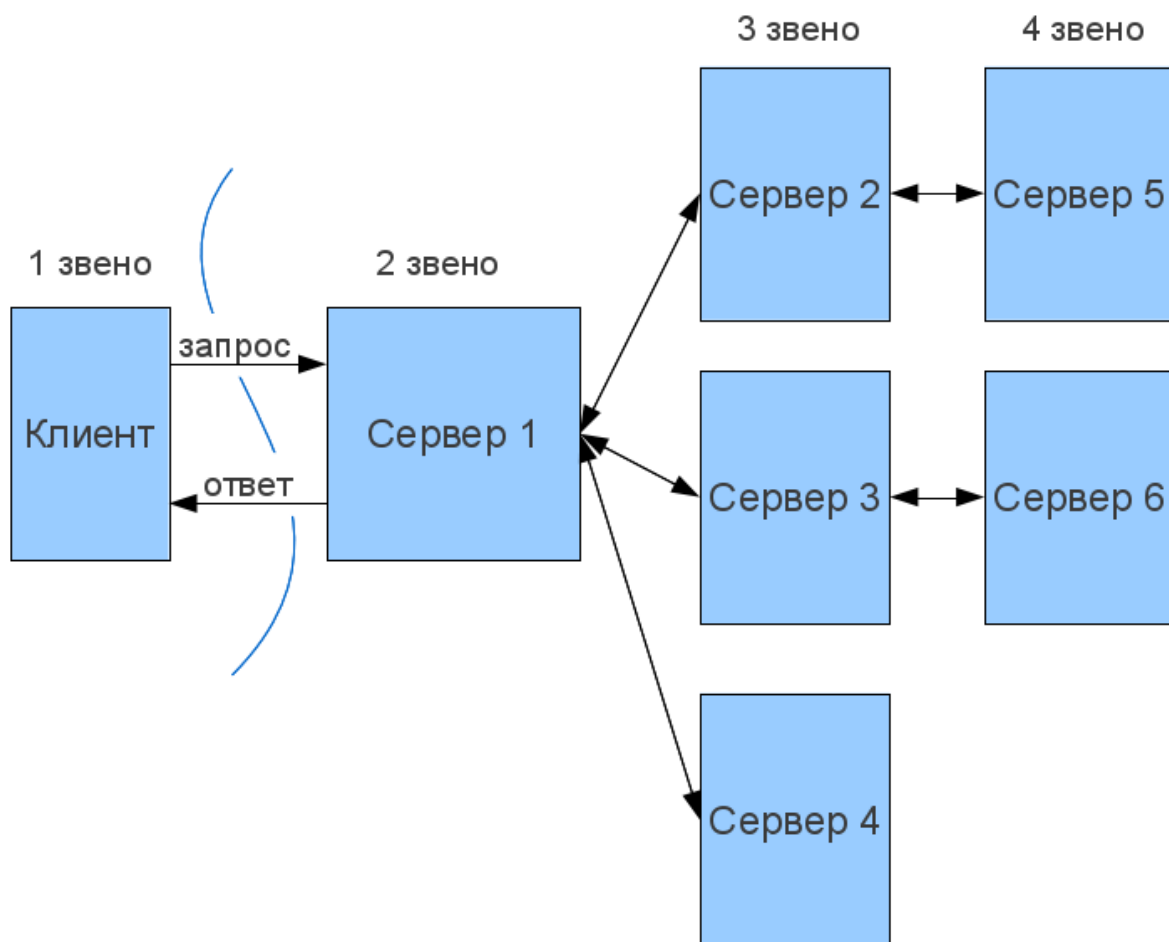 3 звено
4 звено
Сервер 2
Сервер 5
1 звено
2 звено
запрос
Клиент
Сервер 1
ответ
Сервер 3
Сервер 6
Сервер 4